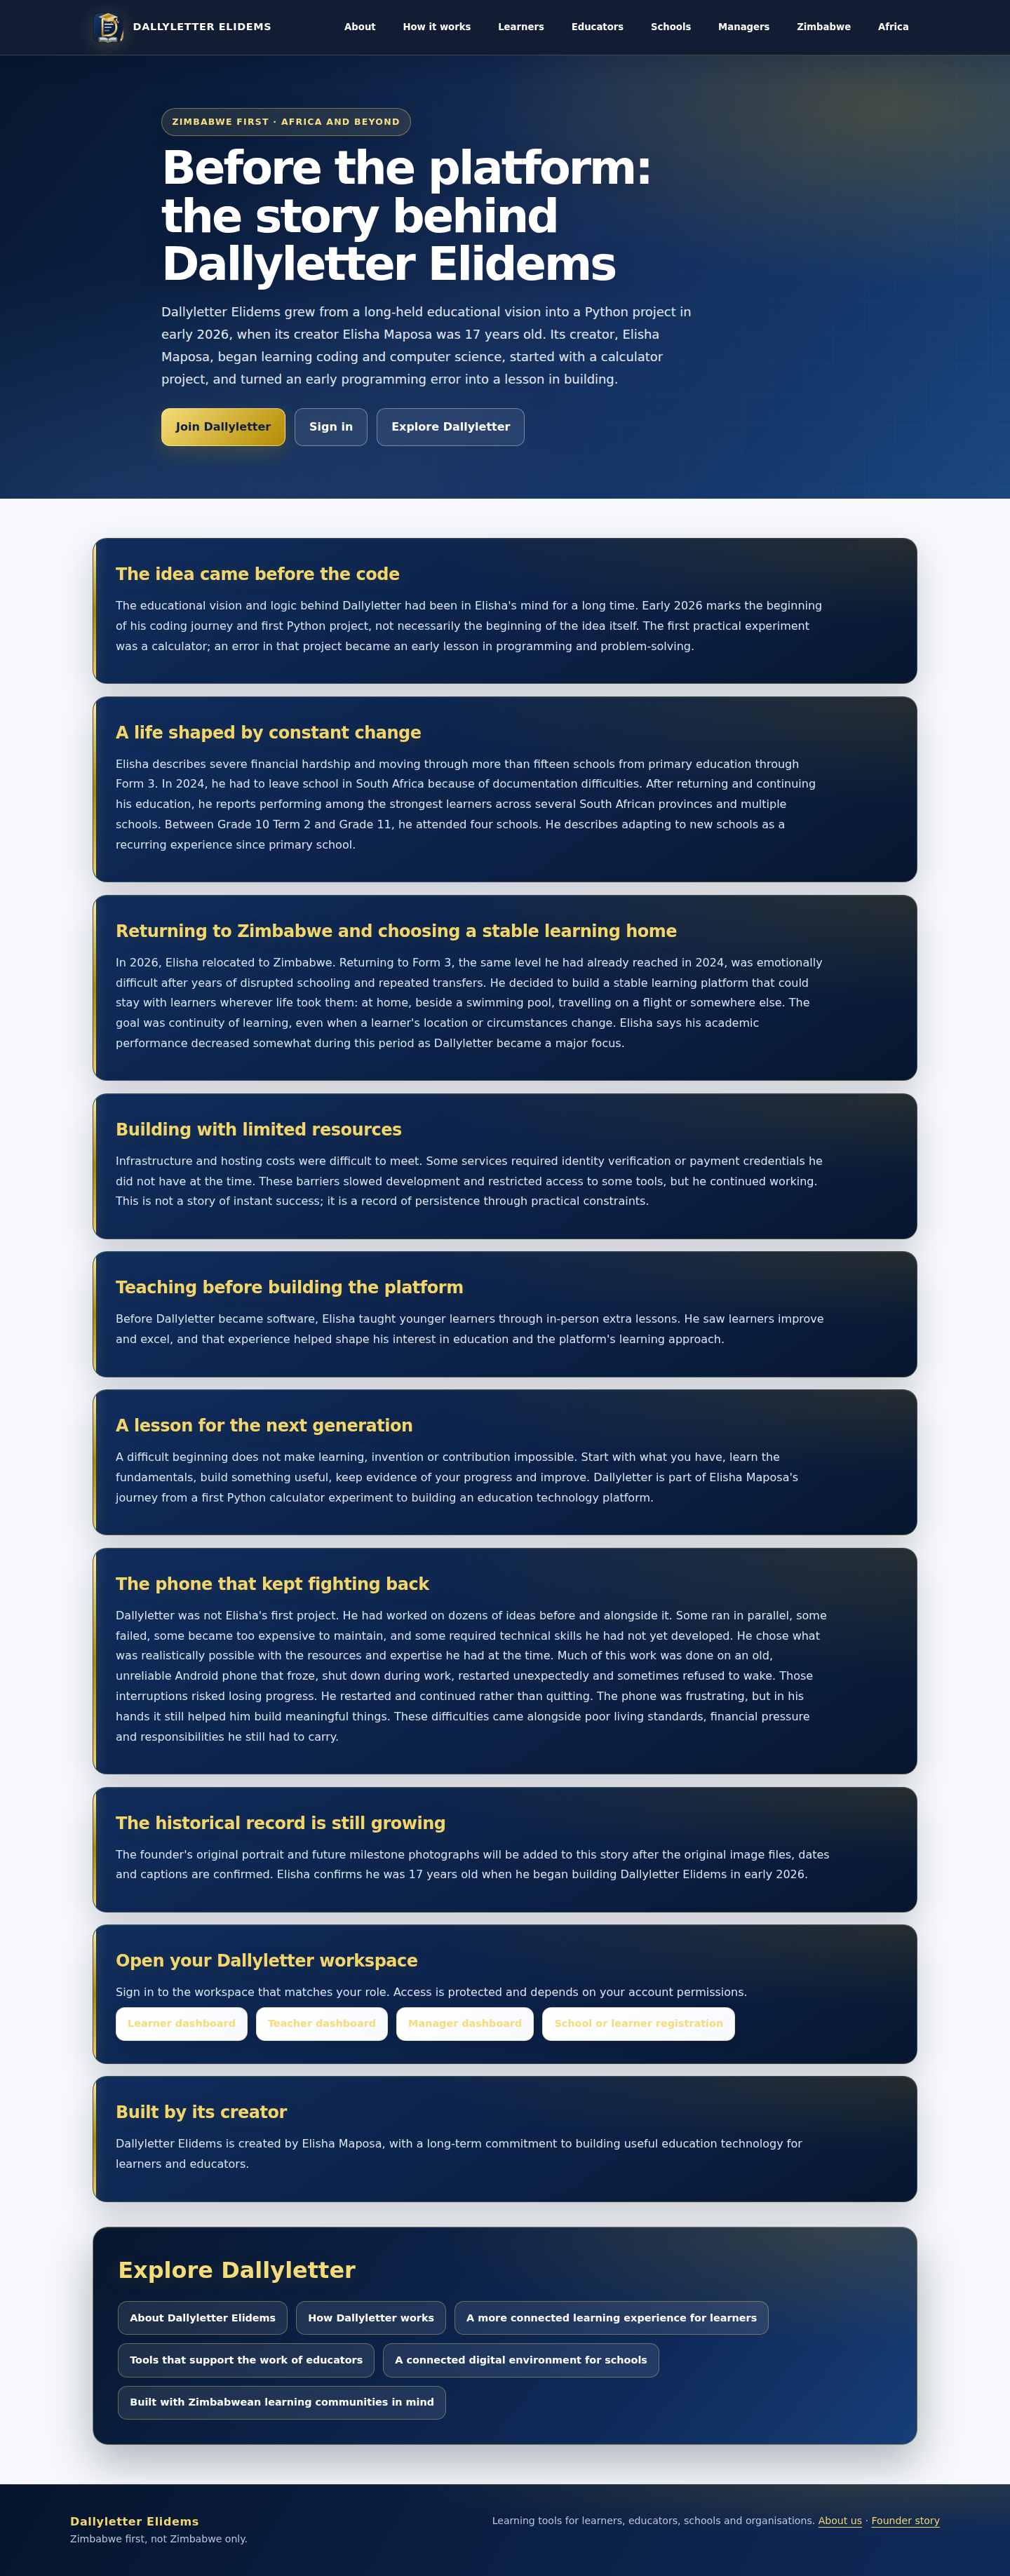 DALLYLETTER ELIDEMS
About
How it works
Learners
Educators
Schools
Managers
Zimbabwe
Africa
ZIMBABWE FIRST · AFRICA AND BEYOND
Before the platform:
the story behind
Dallyletter Elidems
Dallyletter Elidems grew from a long-held educational vision into a Python project in
early 2026, when its creator Elisha Maposa was 17 years old. Its creator, Elisha
Maposa, began learning coding and computer science, started with a calculator
project, and turned an early programming error into a lesson in building.
Join Dallyletter
Sign in
Explore Dallyletter
The idea came before the code
The educational vision and logic behind Dallyletter had been in Elisha's mind for a long time. Early 2026 marks the beginning
of his coding journey and first Python project, not necessarily the beginning of the idea itself. The first practical experiment
was a calculator; an error in that project became an early lesson in programming and problem-solving.
A life shaped by constant change
Elisha describes severe financial hardship and moving through more than fifteen schools from primary education through
Form 3. In 2024, he had to leave school in South Africa because of documentation difficulties. After returning and continuing
his education, he reports performing among the strongest learners across several South African provinces and multiple
schools. Between Grade 10 Term 2 and Grade 11, he attended four schools. He describes adapting to new schools as a
recurring experience since primary school.
Returning to Zimbabwe and choosing a stable learning home
In 2026, Elisha relocated to Zimbabwe. Returning to Form 3, the same level he had already reached in 2024, was emotionally
difficult after years of disrupted schooling and repeated transfers. He decided to build a stable learning platform that could
stay with learners wherever life took them: at home, beside a swimming pool, travelling on a flight or somewhere else. The
goal was continuity of learning, even when a learner's location or circumstances change. Elisha says his academic
performance decreased somewhat during this period as Dallyletter became a major focus.
Building with limited resources
Infrastructure and hosting costs were difficult to meet. Some services required identity verification or payment credentials he
did not have at the time. These barriers slowed development and restricted access to some tools, but he continued working.
This is not a story of instant success; it is a record of persistence through practical constraints.
Teaching before building the platform
Before Dallyletter became software, Elisha taught younger learners through in-person extra lessons. He saw learners improve
and excel, and that experience helped shape his interest in education and the platform's learning approach.
A lesson for the next generation
A difficult beginning does not make learning, invention or contribution impossible. Start with what you have, learn the
fundamentals, build something useful, keep evidence of your progress and improve. Dallyletter is part of Elisha Maposa's
journey from a first Python calculator experiment to building an education technology platform.
The phone that kept fighting back
Dallyletter was not Elisha's first project. He had worked on dozens of ideas before and alongside it. Some ran in parallel, some
failed, some became too expensive to maintain, and some required technical skills he had not yet developed. He chose what
was realistically possible with the resources and expertise he had at the time. Much of this work was done on an old,
unreliable Android phone that froze, shut down during work, restarted unexpectedly and sometimes refused to wake. Those
interruptions risked losing progress. He restarted and continued rather than quitting. The phone was frustrating, but in his
hands it still helped him build meaningful things. These difficulties came alongside poor living standards, financial pressure
and responsibilities he still had to carry.
The historical record is still growing
The founder's original portrait and future milestone photographs will be added to this story after the original image files, dates
and captions are confirmed. Elisha confirms he was 17 years old when he began building Dallyletter Elidems in early 2026.
Open your Dallyletter workspace
Sign in to the workspace that matches your role. Access is protected and depends on your account permissions.
Learner dashboard
Teacher dashboard
Manager dashboard
School or learner registration
Built by its creator
Dallyletter Elidems is created by Elisha Maposa, with a long-term commitment to building useful education technology for
learners and educators.
Explore Dallyletter
About Dallyletter Elidems
How Dallyletter works
A more connected learning experience for learners
Tools that support the work of educators
A connected digital environment for schools
Built with Zimbabwean learning communities in mind
Dallyletter Elidems
Zimbabwe first, not Zimbabwe only.
Learning tools for learners, educators, schools and organisations. About us · Founder story